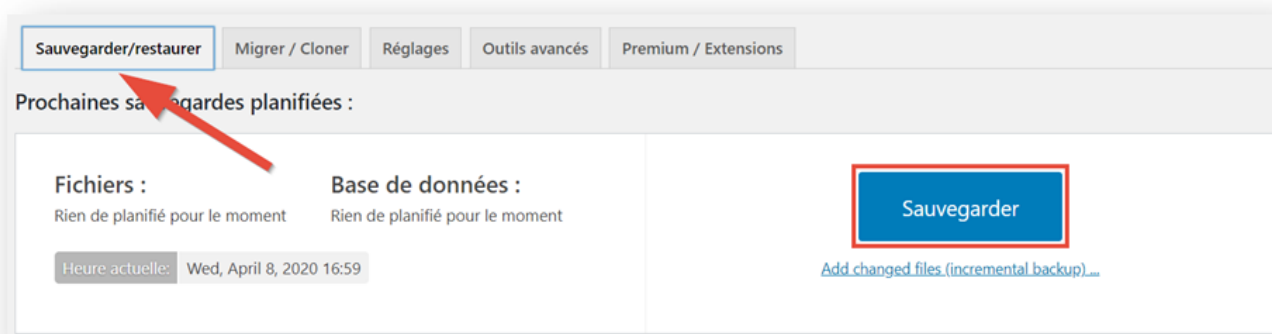 Sauvegarder/restaurer Migrer / Cloner Réglages Outils avancés Premium / Extensions
Prochaines sauvegardes planifiées :
Fichiers : Base de données :
Rien de planifié pour le moment Rien de planifié pour le moment
Heure actuelle: Wed, April 8, 2020 16:59
Sauvegarder
Add changed files (incremental backup) ...